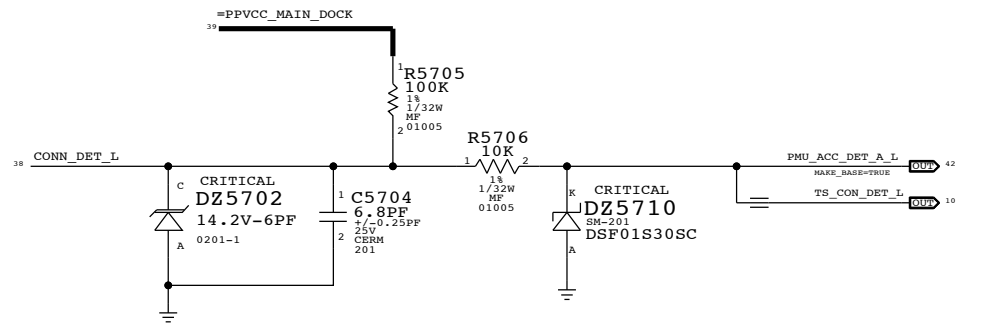 =PPVCC_MAIN_DOCK
39
1
R5705
100K
1%
1/32W
MF
01005
2
38
CONN_DET_L
R5706
10K
1
2
1%
1/32W
MF
01005
PMU_ACC_DET_A_L
OUT
42
MAKE_BASE=TRUE
TS_CON_DET_L
OUT
10
C
CRITICAL
DZ5702
14.2V-6PF
A
0201-1
1
C5704
6.8PF
+/-0.25PF
25V
2
CERM
201
K
CRITICAL
DZ5710
SM-201
DSF01S30SC
A